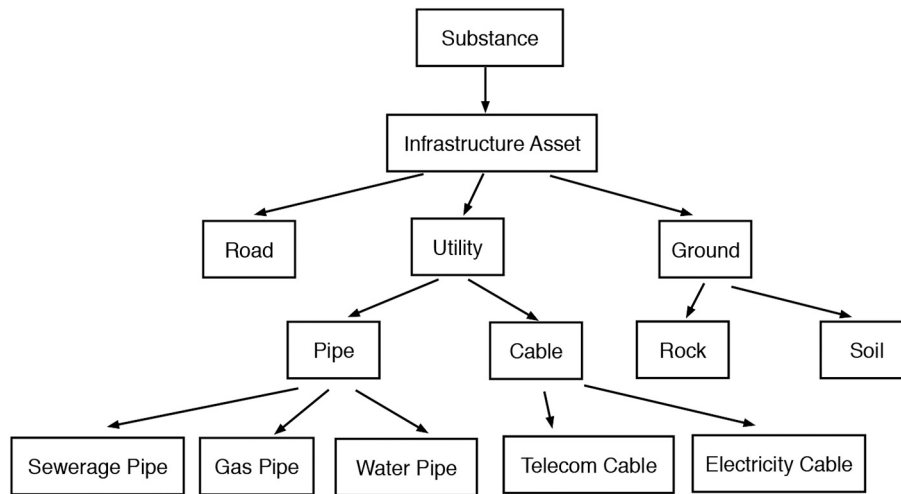 Substance
Infrastructure Asset
Road
Utility
Ground
Pipe
Cable
Rock
Soil
Sewerage Pipe
Gas Pipe
Water Pipe
Telecom Cable
Electricity Cable